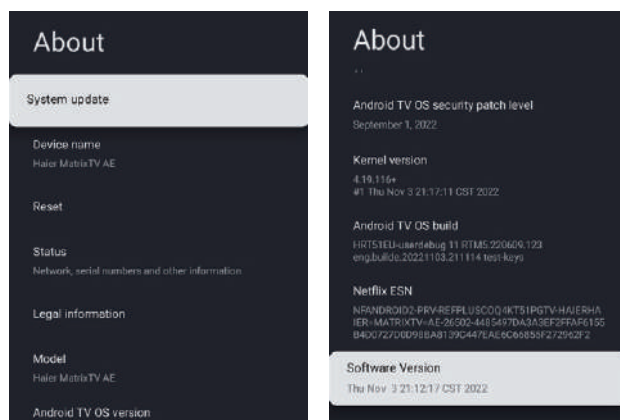 About
System update
Device name
Haier MatrixTV AE
Reset
Status
Network, serial numbers and other information
Legal information
Model
Haier MatrixTV AE
Android TV OS version
About
Android TV OS security patch level
September 1, 2022
Kernel version
4.19.116+
#1 Thu Nov 3 21:17:11 CST 2022
Android TV OS build
HRT51EU-userdebug 11 RTM5.220609.123
eng.builde.20221103.211114 test-keys
Netflix ESN
Software Version
Thu Nov 3 21:12:17 CST 2022